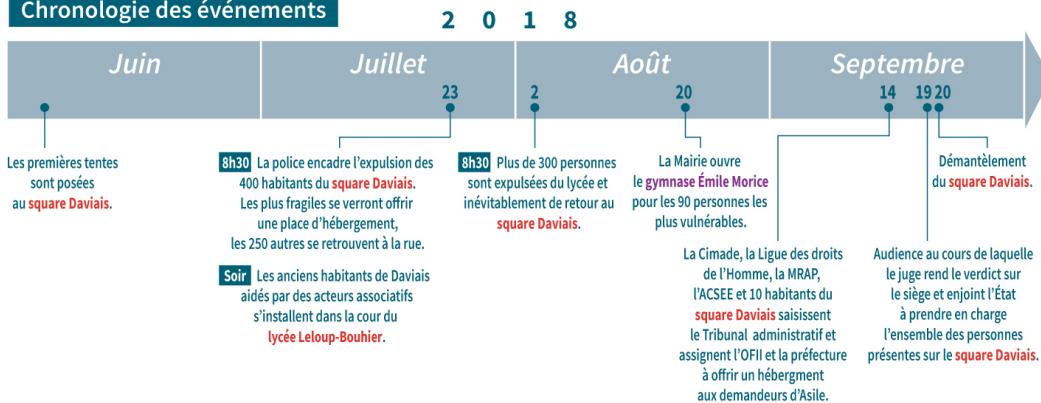 Chronologie des événements
2 0 1 8
Juin
Juillet
Août
Septembre
23
2
20
14
19 20
Les premières tentes
sont posées
au square Daviais.
8h30 La police encadre l'expulsion des
400 habitants du square Daviais.
Les plus fragiles se verront offrir
une place d'hébergement,
les 250 autres se retrouvent à la rue.
Soir Les anciens habitants de Daviais
aidés par des acteurs associatifs
s'installent dans la cour du
lycée Leloup-Bouhier.
8h30 Plus de 300 personnes
sont expulsées du lycée et
inévitablement de retour au
square Daviais.
La Mairie ouvre
le gymnase Émile Morice
pour les 90 personnes les
plus vulnérables.
La Cimade, la Ligue des droits
de l'Homme, la MRAP,
l'ACSEE et 10 habitants du
square Daviais saisissent
le Tribunal administratif et
assignent l'OFII et la préfecture
à offrir un hébergment
aux demandeurs d'Asile.
Audience au cours de laquelle
le juge rend le verdict sur
le siège et enjoint l'État
à prendre en charge
l'ensemble des personnes
présentes sur le square Daviais.
Démantèlement
du square Daviais.